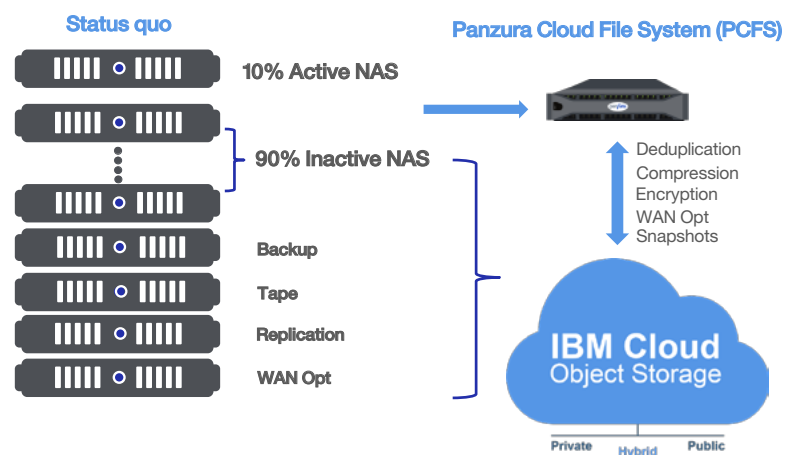 Status quo
Panzura Cloud File System (PCFS)
10% Active NAS
90% Inactive NAS
Backup
Tape
Replication
WAN Opt
Deduplication
Compression
Encryption
WAN Opt
Snapshots
IBM Cloud
Object Storage
Private
Hybrid
Public